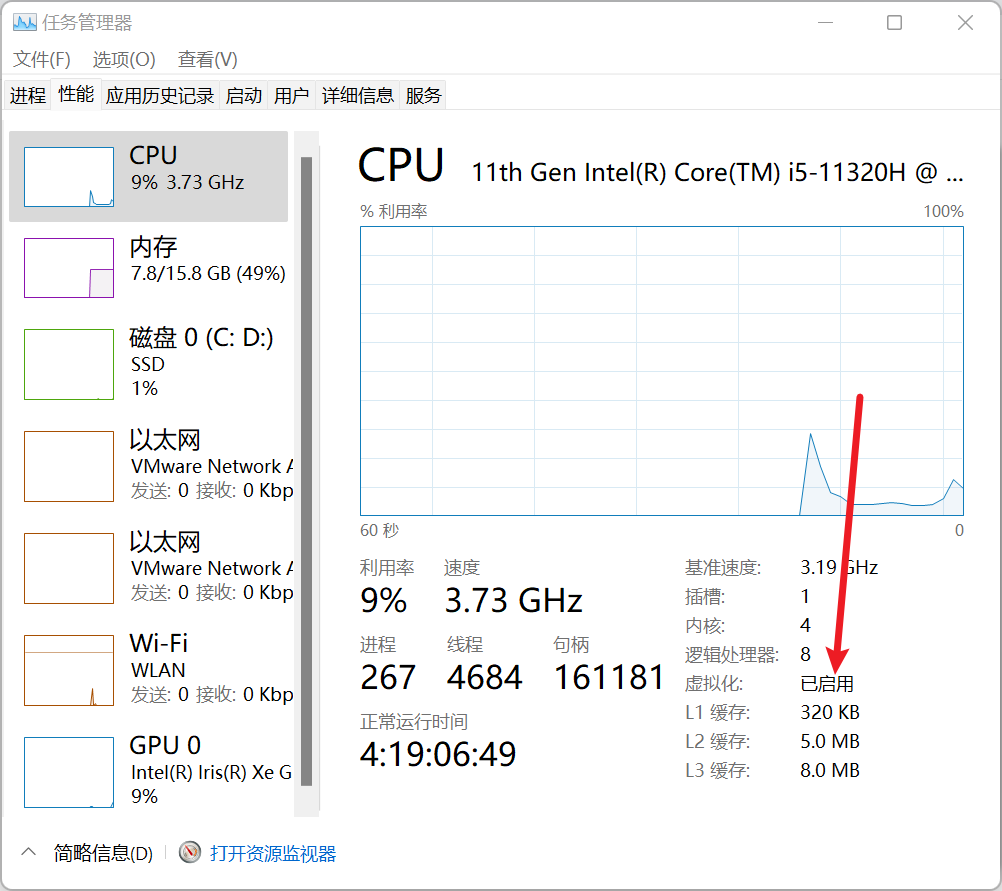 任务管理器
文件(F) 选项(O) 查看(V)
进程 性能 应用历史记录 启动 用户 详细信息 服务
CPU
9% 3.73 GHz
内存
7.8/15.8 GB (49%)
磁盘 0 (C: D:)
SSD
1%
以太网
VMware Network A
发送: 0 接收: 0 Kbp
以太网
VMware Network A
发送: 0 接收: 0 Kbp
Wi-Fi
WLAN
发送: 0 接收: 0 Kbp
GPU 0
Intel(R) Iris(R) Xe G
9%
CPU 11th Gen Intel(R) Core(TM) i5-11320H @ ...
% 利用率 100%
60 秒 0
利用率 速度
9% 3.73 GHz
进程 线程 句柄
267 4684 161181
正常运行时间
4:19:06:49
基准速度: 3.19 GHz
插槽: 1
内核: 4
逻辑处理器: 8
虚拟化: 已启用
L1 缓存: 320 KB
L2 缓存: 5.0 MB
L3 缓存: 8.0 MB
简略信息(D) 打开资源监视器